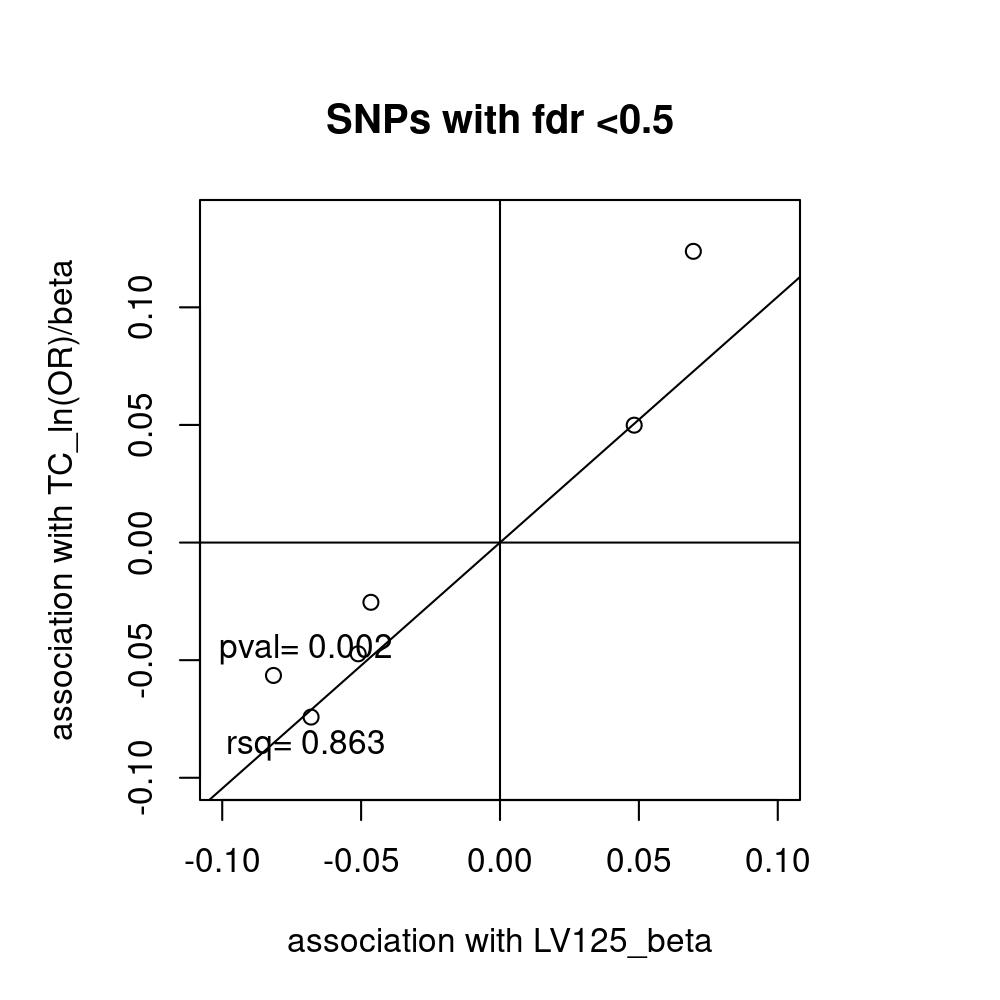 SNPs with fdr <0.5
association with TC_ln(OR)/beta
0.10
0.05
0.00
-0.05
-0.10
pval= 0.002
rsq= 0.863
-0.10 -0.05 0.00 0.05 0.10
association with LV125_beta